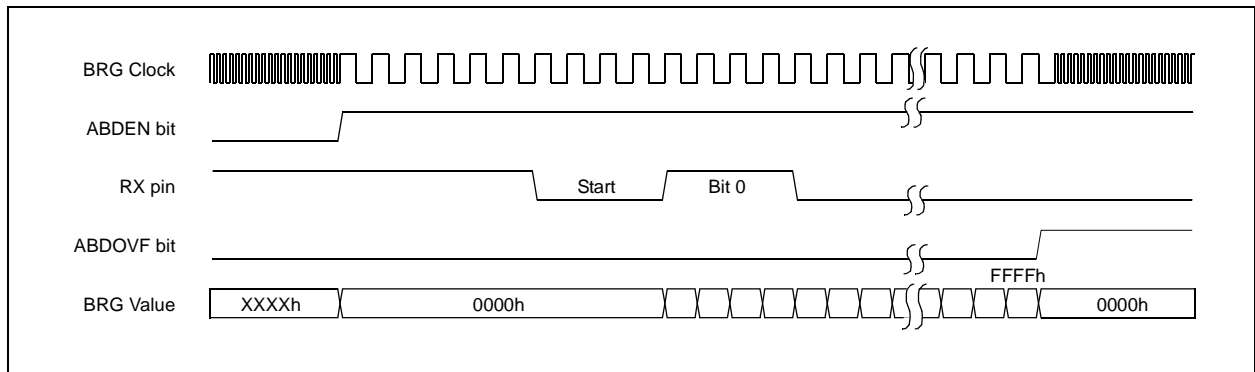 BRG Clock
ABDEN bit
RX pin
Start
Bit 0
ABDOVF bit
FFFFh
BRG Value
XXXXh
0000h
0000h